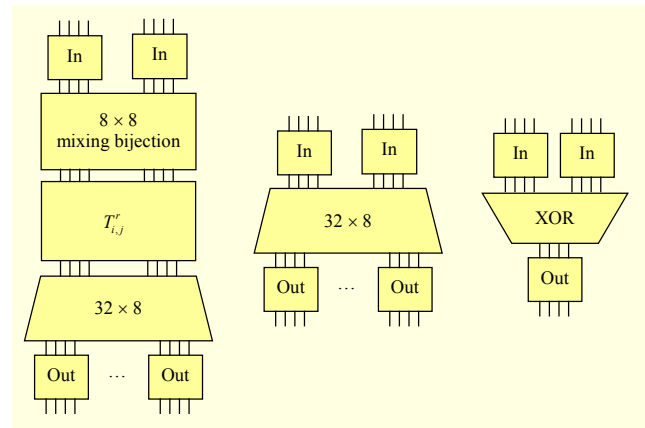 In In
8 × 8
mixing bijection
T^r_{i,j}
32 × 8
Out ... Out
In In
32 × 8
Out ... Out
In In
XOR
Out